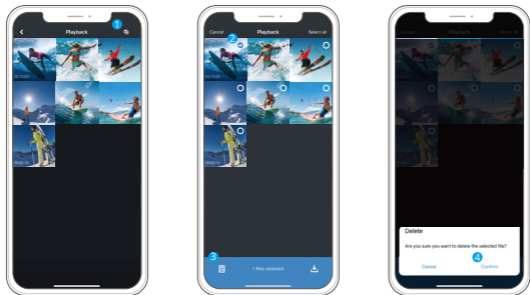 1
Playback
Cancel
2
Playback
Select all
3
1 files selected
Delete
Are you sure you want to delete the selected file?
4
Cancel
Confirm